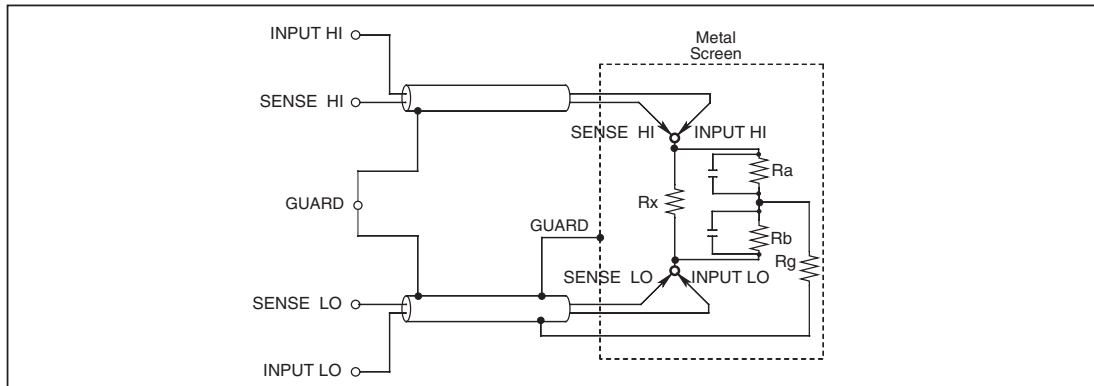 INPUT HI
Metal
Screen
SENSE HI
SENSE HI INPUT HI
Ra
Rx
GUARD
GUARD
Rb
Rg
SENSE LO INPUT LO
SENSE LO
INPUT LO